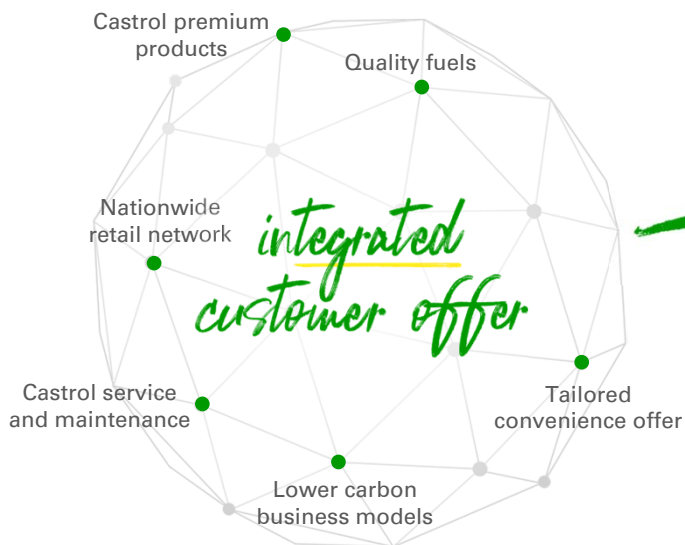 Castrol premium
products
Quality fuels
Nationwide
retail network
integrated
customer offer
Castrol service
and maintenance
Tailored
convenience offer
Lower carbon
business models